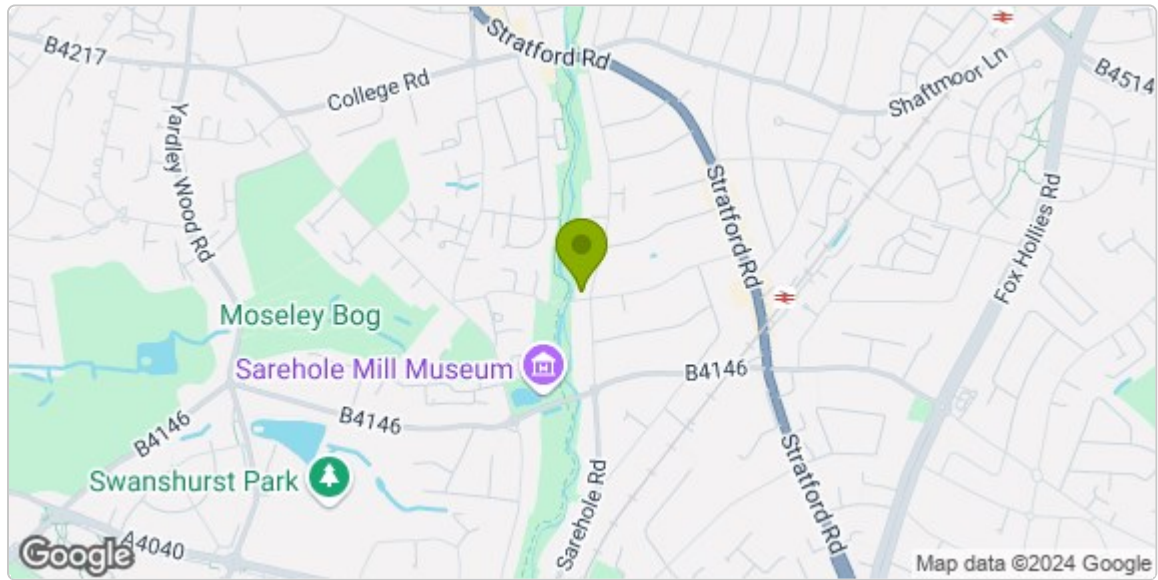 B4217
Stratford Rd
College Rd
Shaftmoor Ln
B4514
Yardley Wood Rd
Stratford Rd
Fox Hollies Rd
Moseley Bog
Sarehole Mill Museum
B4146
B4146
B4146
Swanshurst Park
Stratford Rd
Sarehole Rd
A4040
Google
Map data ©2024 Google